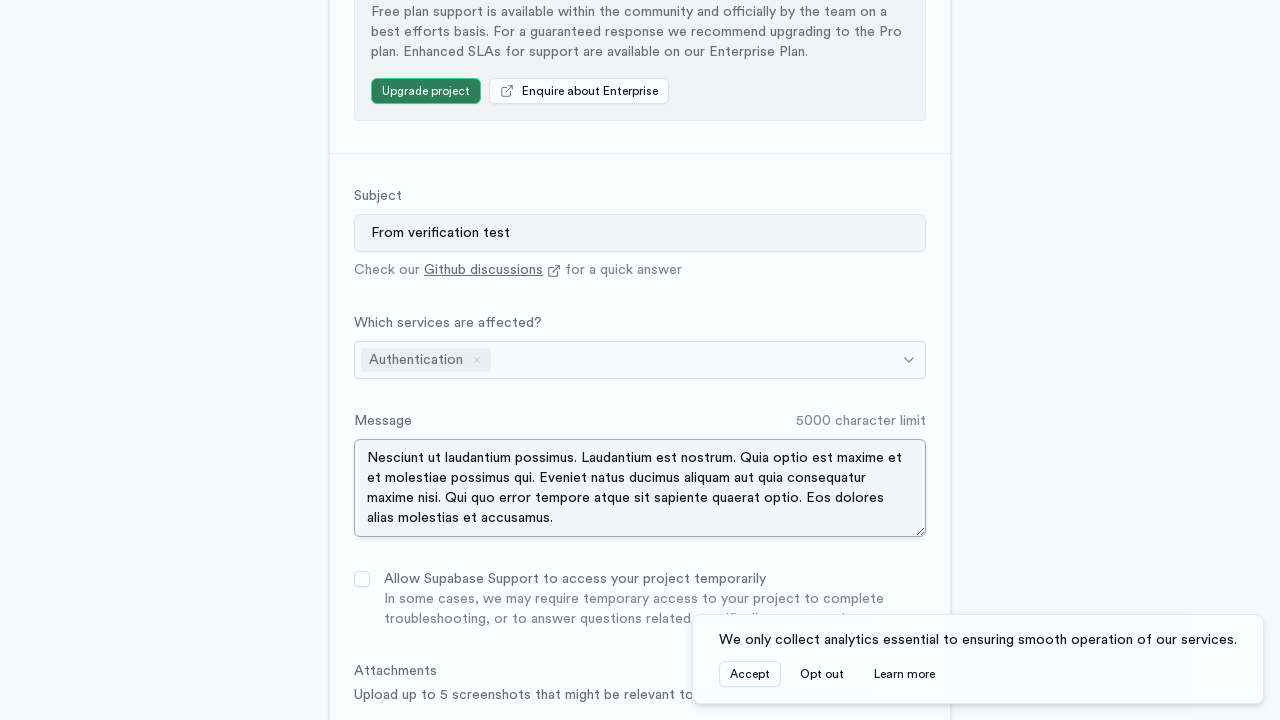 Free plan support is available within the community and officially by the team on a
best efforts basis. For a guaranteed response we recommend upgrading to the Pro
plan. Enhanced SLAs for support are available on our Enterprise Plan.
Upgrade project
Enquire about Enterprise
Subject
From verification test
Check our Github discussions for a quick answer
Which services are affected?
Authentication
Message
5000 character limit
Nesciunt ut laudantium possimus. Laudantium est nostrum. Quia optio est maxime et
et molestiae possimus qui. Eveniet natus ducimus aliquam aut quia consequatur
maxime nisi. Qui quo error tempore atque sit sapiente quaerat optio. Eos dolores
alias molestias et accusamus.
Allow Supabase Support to access your project temporarily
In some cases, we may require temporary access to your project to complete
troubleshooting, or to answer questions related
Attachments
Upload up to 5 screenshots that might be relevant to
We only collect analytics essential to ensuring smooth operation of our services.
Accept
Opt out
Learn more